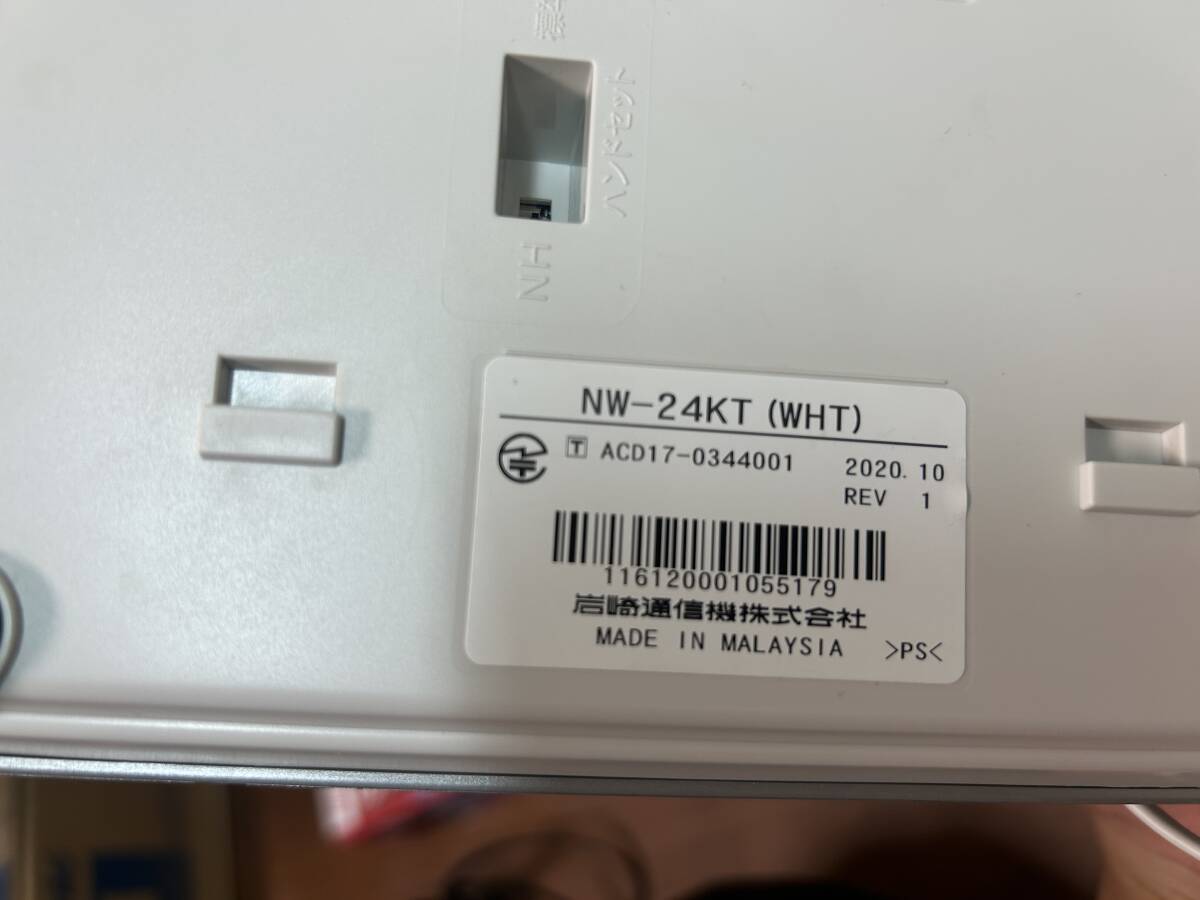 ハンドセット
NH
NW-24KT (WHT)
T ACD17-0344001
2020. 10
REV 1
116120001055179
岩崎通信機株式会社
MADE IN MALAYSIA >PS<